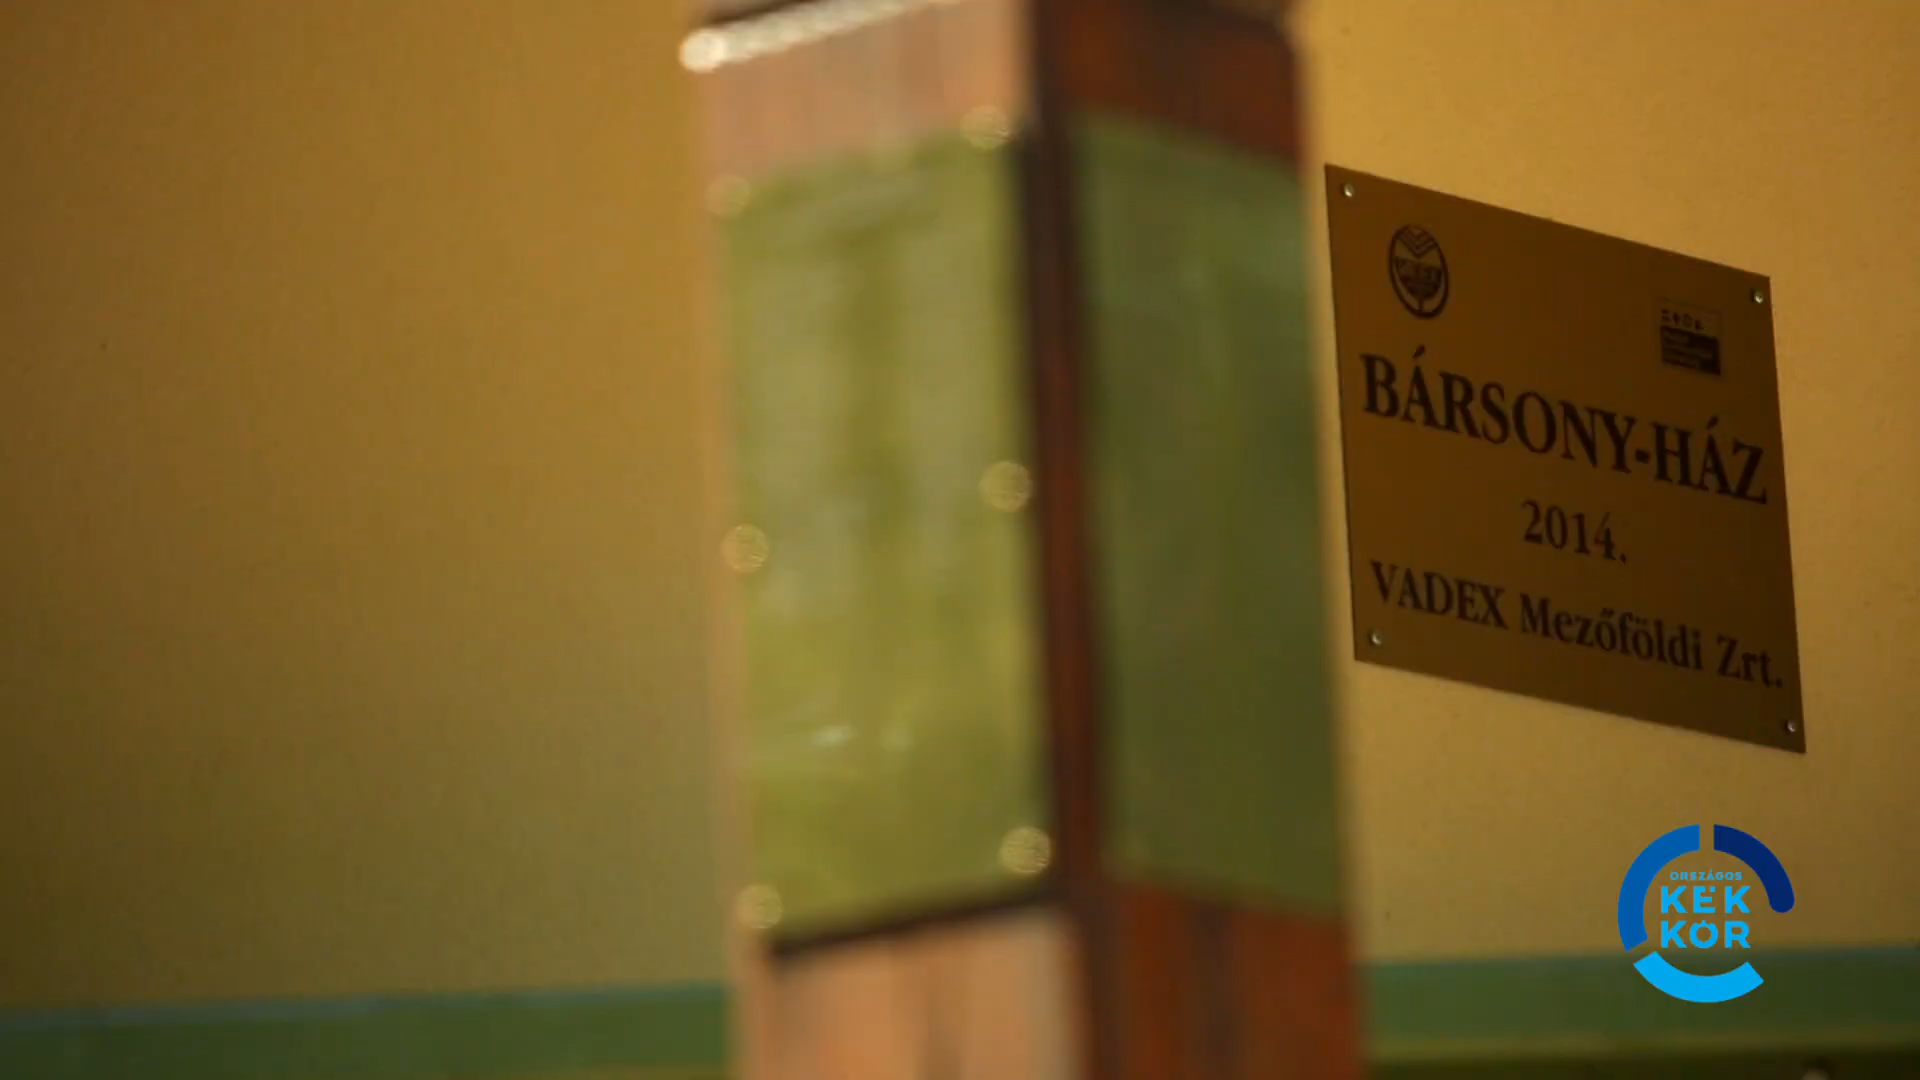 BÁRSONY-HÁZ
2014.
VADEX Mezőföldi Zrt.
ORSZÁGOS
KÉK
KÖR